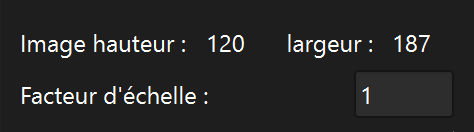 Image hauteur : 120 largeur : 187
Facteur d'échelle : 1